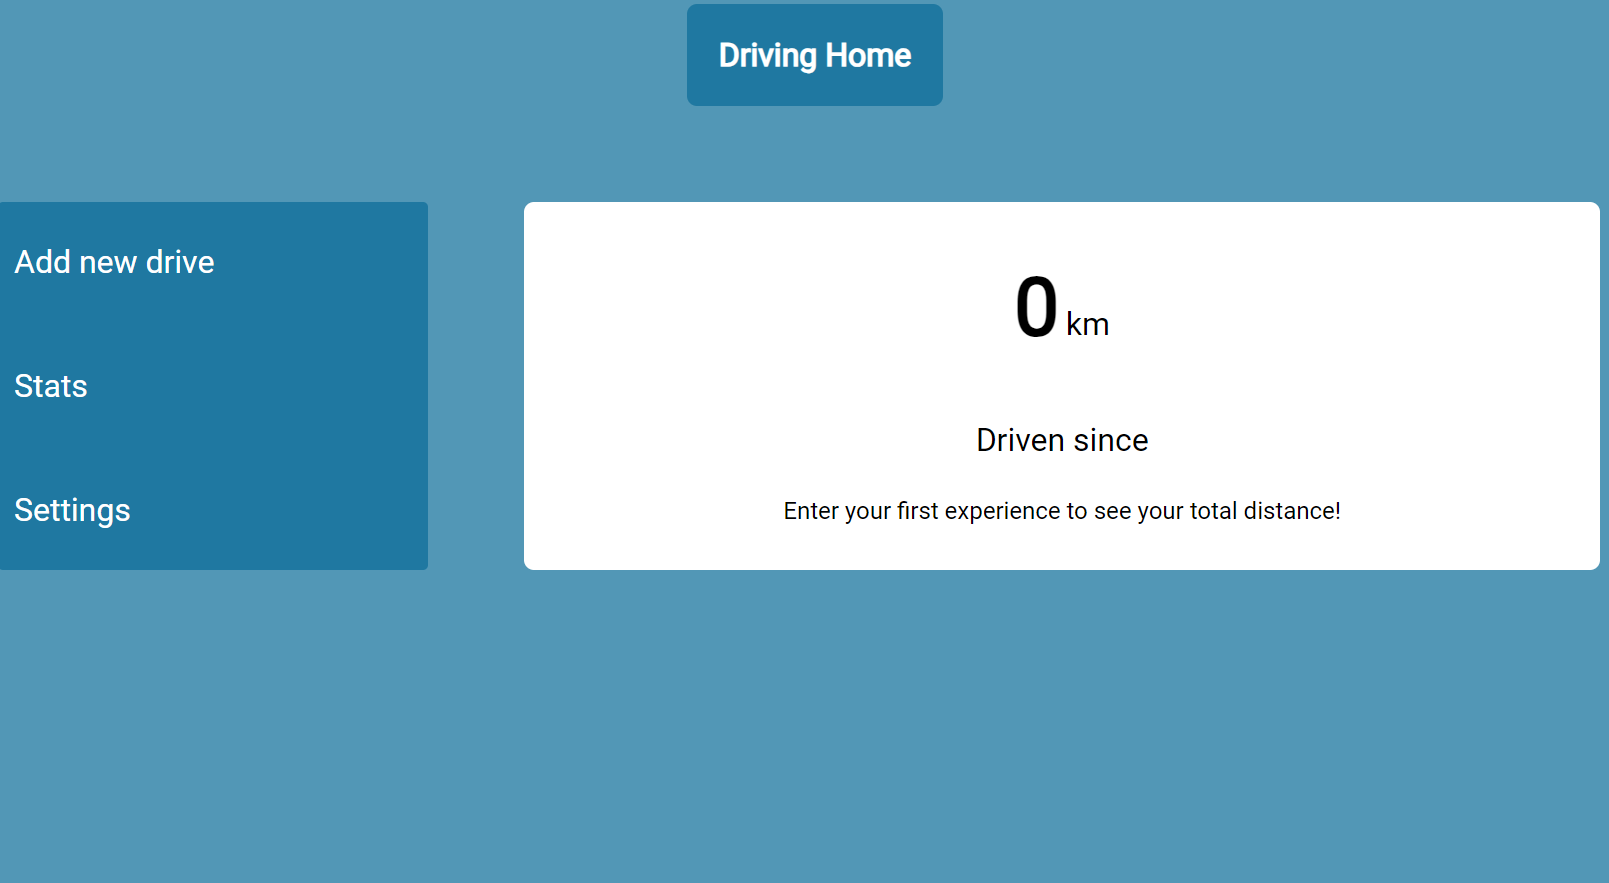 Driving Home
Add new drive
Stats
Settings
0 km
Driven since
Enter your first experience to see your total distance!